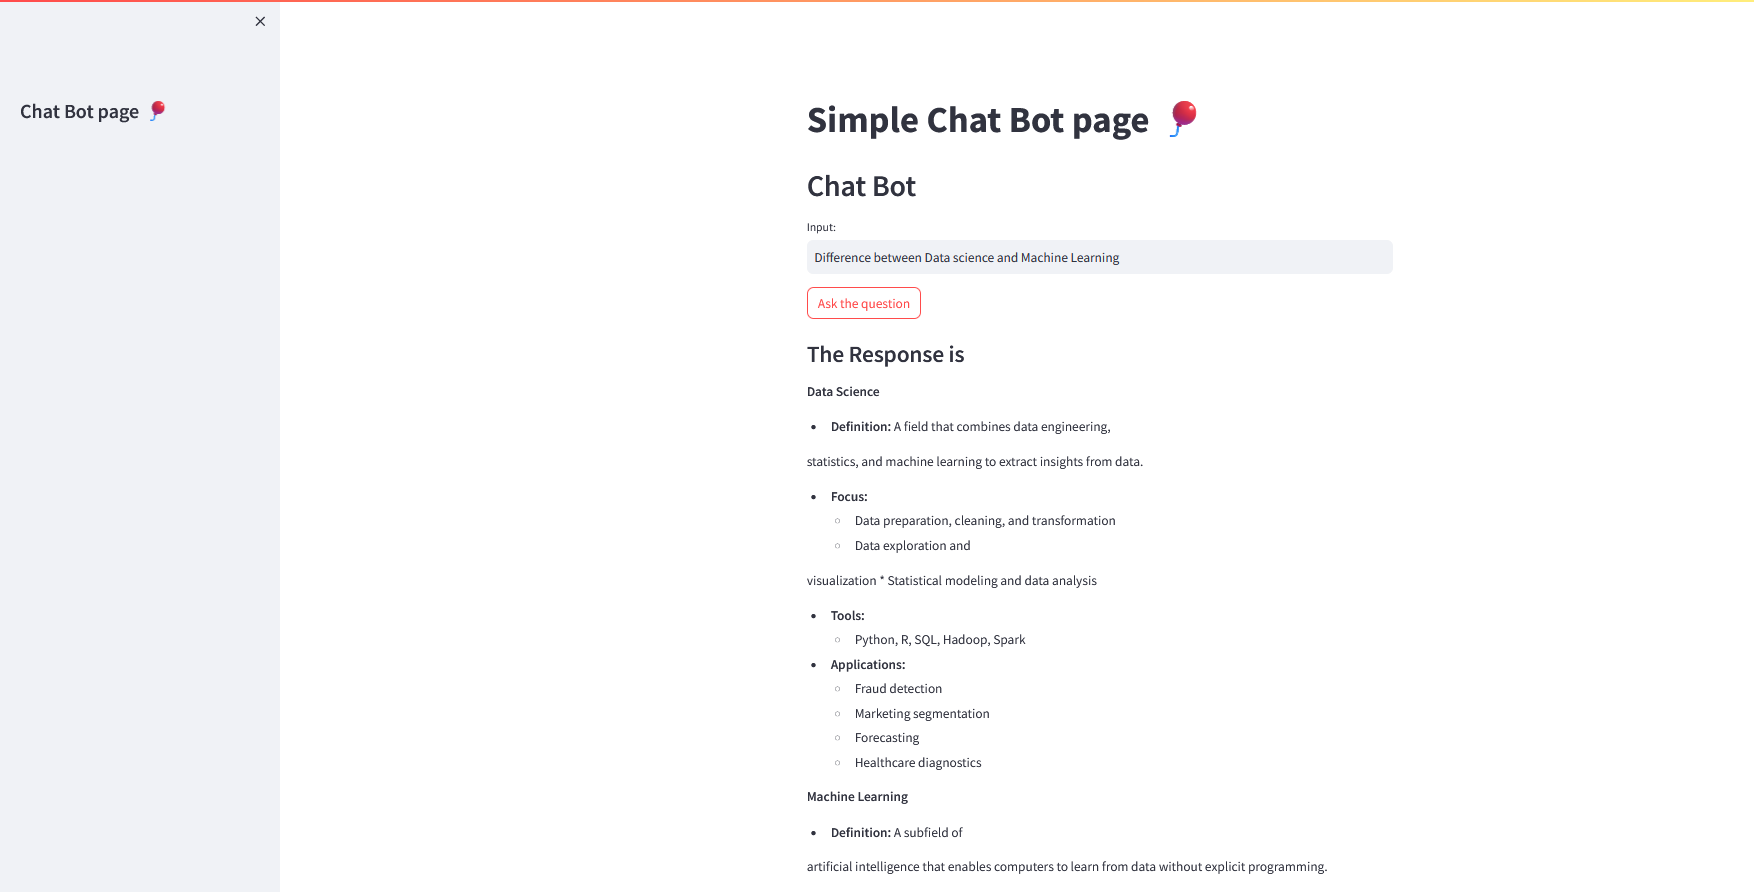 Chat Bot page
Simple Chat Bot page
Chat Bot
Input:
Difference between Data science and Machine Learning
Ask the question
The Response is
Data Science
• Definition: A field that combines data engineering,
statistics, and machine learning to extract insights from data.
• Focus:
○ Data preparation, cleaning, and transformation
○ Data exploration and
visualization * Statistical modeling and data analysis
• Tools:
○ Python, R, SQL, Hadoop, Spark
• Applications:
○ Fraud detection
○ Marketing segmentation
○ Forecasting
○ Healthcare diagnostics
Machine Learning
• Definition: A subfield of
artificial intelligence that enables computers to learn from data without explicit programming.